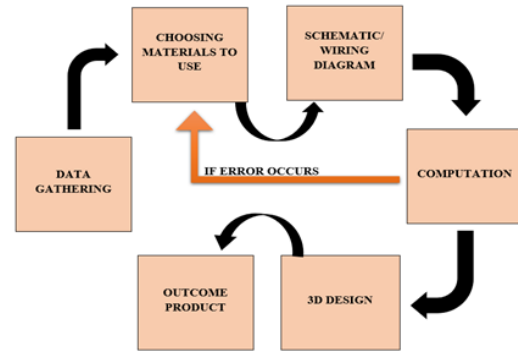 CHOOSING
MATERIALS TO
USE
SCHEMATIC/
WIRING
DIAGRAM
DATA
GATHERING
IF ERROR OCCURS
COMPUTATION
OUTCOME
PRODUCT
3D DESIGN